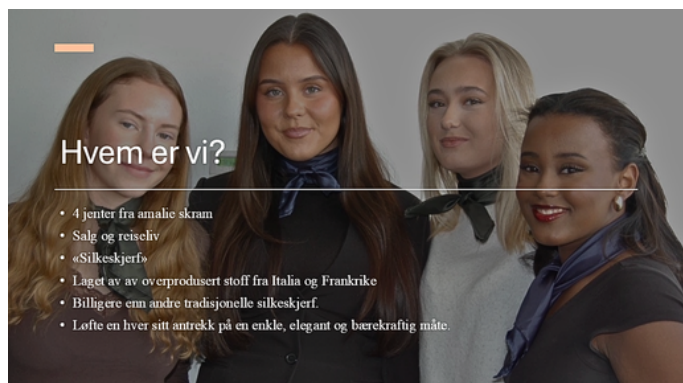 Hvem er vi?
• 4 jenter fra amalie skram
• Salg og reiseliv
• «Silkeskjerf»
• Laget av av overprodusert stoff fra Italia og Frankrike
• Billigere enn andre tradisjonelle silkeskjerf.
• Løfte en hver sitt antrekk på en enkle, elegant og bærekraftig måte.